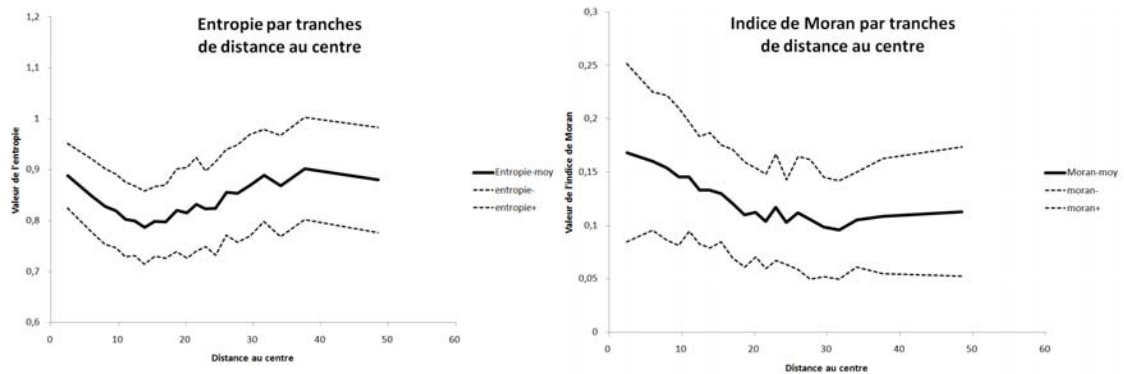 Entropie par tranches
de distance au centre
1,2
1,1
1
0,9
0,8
0,7
0,6
Valeur de l'entropie
0 10 20 30 40 50 60
Distance au centre
Entropie-moy
entropie-
entropie+
Indice de Moran par tranches
de distance au centre
0,3
0,25
0,2
0,15
0,1
0,05
0
Valeur de l'indice de Moran
0 10 20 30 40 50 60
Distance au centre
Moran-moy
moran-
moran+